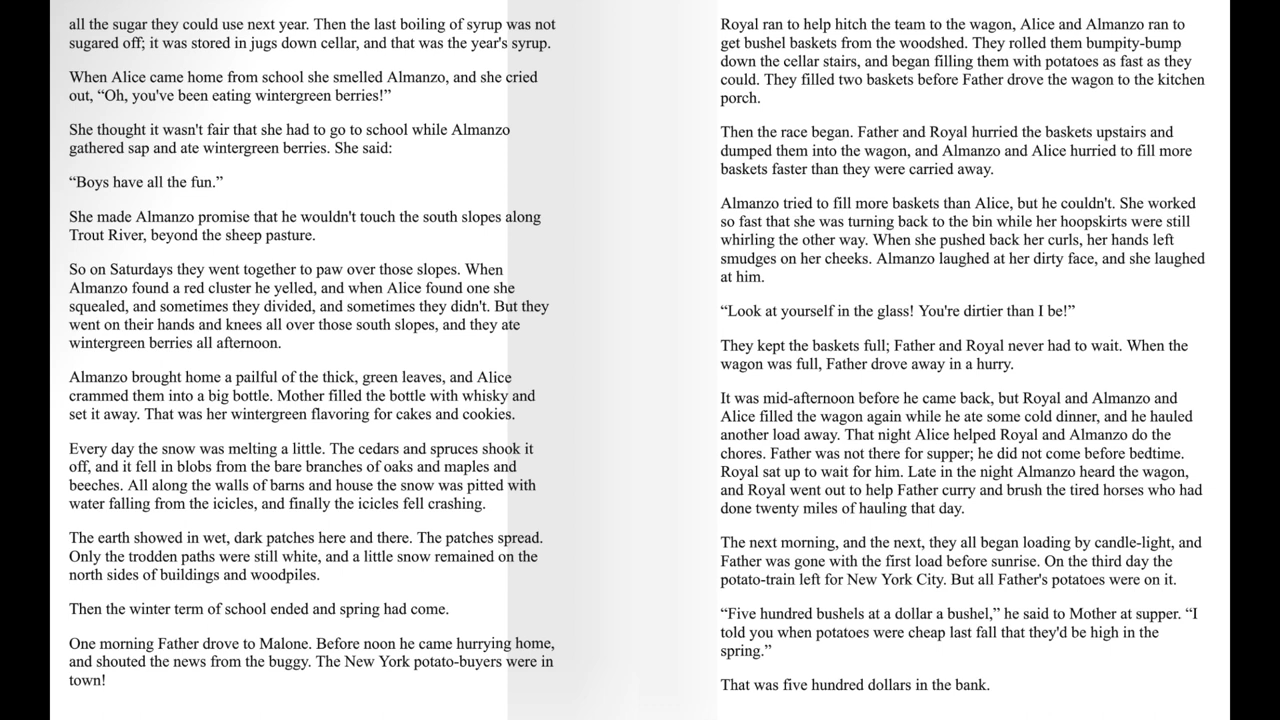 all the sugar they could use next year. Then the last boiling of syrup was not
sugared off; it was stored in jugs down cellar, and that was the year's syrup.
When Alice came home from school she smelled Almanzo, and she cried
out, “Oh, you've been eating wintergreen berries!”
She thought it wasn't fair that she had to go to school while Almanzo
gathered sap and ate wintergreen berries. She said:
“Boys have all the fun.”
She made Almanzo promise that he wouldn't touch the south slopes along
Trout River, beyond the sheep pasture.
So on Saturdays they went together to paw over those slopes. When
Almanzo found a red cluster he yelled, and when Alice found one she
squealed, and sometimes they divided, and sometimes they didn't. But they
went on their hands and knees all over those south slopes, and they ate
wintergreen berries all afternoon.
Almanzo brought home a pailful of the thick, green leaves, and Alice
crammed them into a big bottle. Mother filled the bottle with whisky and
set it away. That was her wintergreen flavoring for cakes and cookies.
Every day the snow was melting a little. The cedars and spruces shook it
off, and it fell in blobs from the bare branches of oaks and maples and
beeches. All along the walls of barns and house the snow was pitted with
water falling from the icicles, and finally the icicles fell crashing.
The earth showed in wet, dark patches here and there. The patches spread.
Only the trodden paths were still white, and a little snow remained on the
north sides of buildings and woodpiles.
Then the winter term of school ended and spring had come.
One morning Father drove to Malone. Before noon he came hurrying home,
and shouted the news from the buggy. The New York potato-buyers were in
town!
Royal ran to help hitch the team to the wagon, Alice and Almanzo ran to
get bushel baskets from the woodshed. They rolled them bumpity-bump
down the cellar stairs, and began filling them with potatoes as fast as they
could. They filled two baskets before Father drove the wagon to the kitchen
porch.
Then the race began. Father and Royal hurried the baskets upstairs and
dumped them into the wagon, and Almanzo and Alice hurried to fill more
baskets faster than they were carried away.
Almanzo tried to fill more baskets than Alice, but he couldn't. She worked
so fast that she was turning back to the bin while her hoopskirts were still
whirling the other way. When she pushed back her curls, her hands left
smudges on her cheeks. Almanzo laughed at her dirty face, and she laughed
at him.
“Look at yourself in the glass! You're dirtier than I be!”
They kept the baskets full; Father and Royal never had to wait. When the
wagon was full, Father drove away in a hurry.
It was mid-afternoon before he came back, but Royal and Almanzo and
Alice filled the wagon again while he ate some cold dinner, and he hauled
another load away. That night Alice helped Royal and Almanzo do the
chores. Father was not there for supper; he did not come before bedtime.
Royal sat up to wait for him. Late in the night Almanzo heard the wagon,
and Royal went out to help Father curry and brush the tired horses who had
done twenty miles of hauling that day.
The next morning, and the next, they all began loading by candle-light, and
Father was gone with the first load before sunrise. On the third day the
potato-train left for New York City. But all Father's potatoes were on it.
“Five hundred bushels at a dollar a bushel,” he said to Mother at supper. “I
told you when potatoes were cheap last fall that they'd be high in the
spring.”
That was five hundred dollars in the bank.